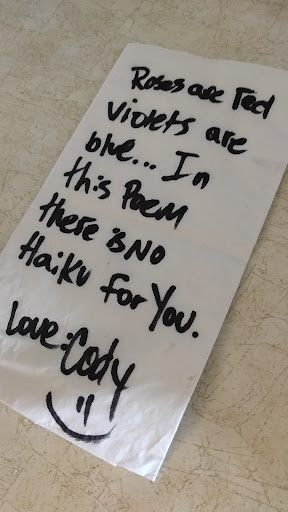 Roses are Red
violets are
blue... In
this Poem
there is No
Haiku for You.
Love: Cody